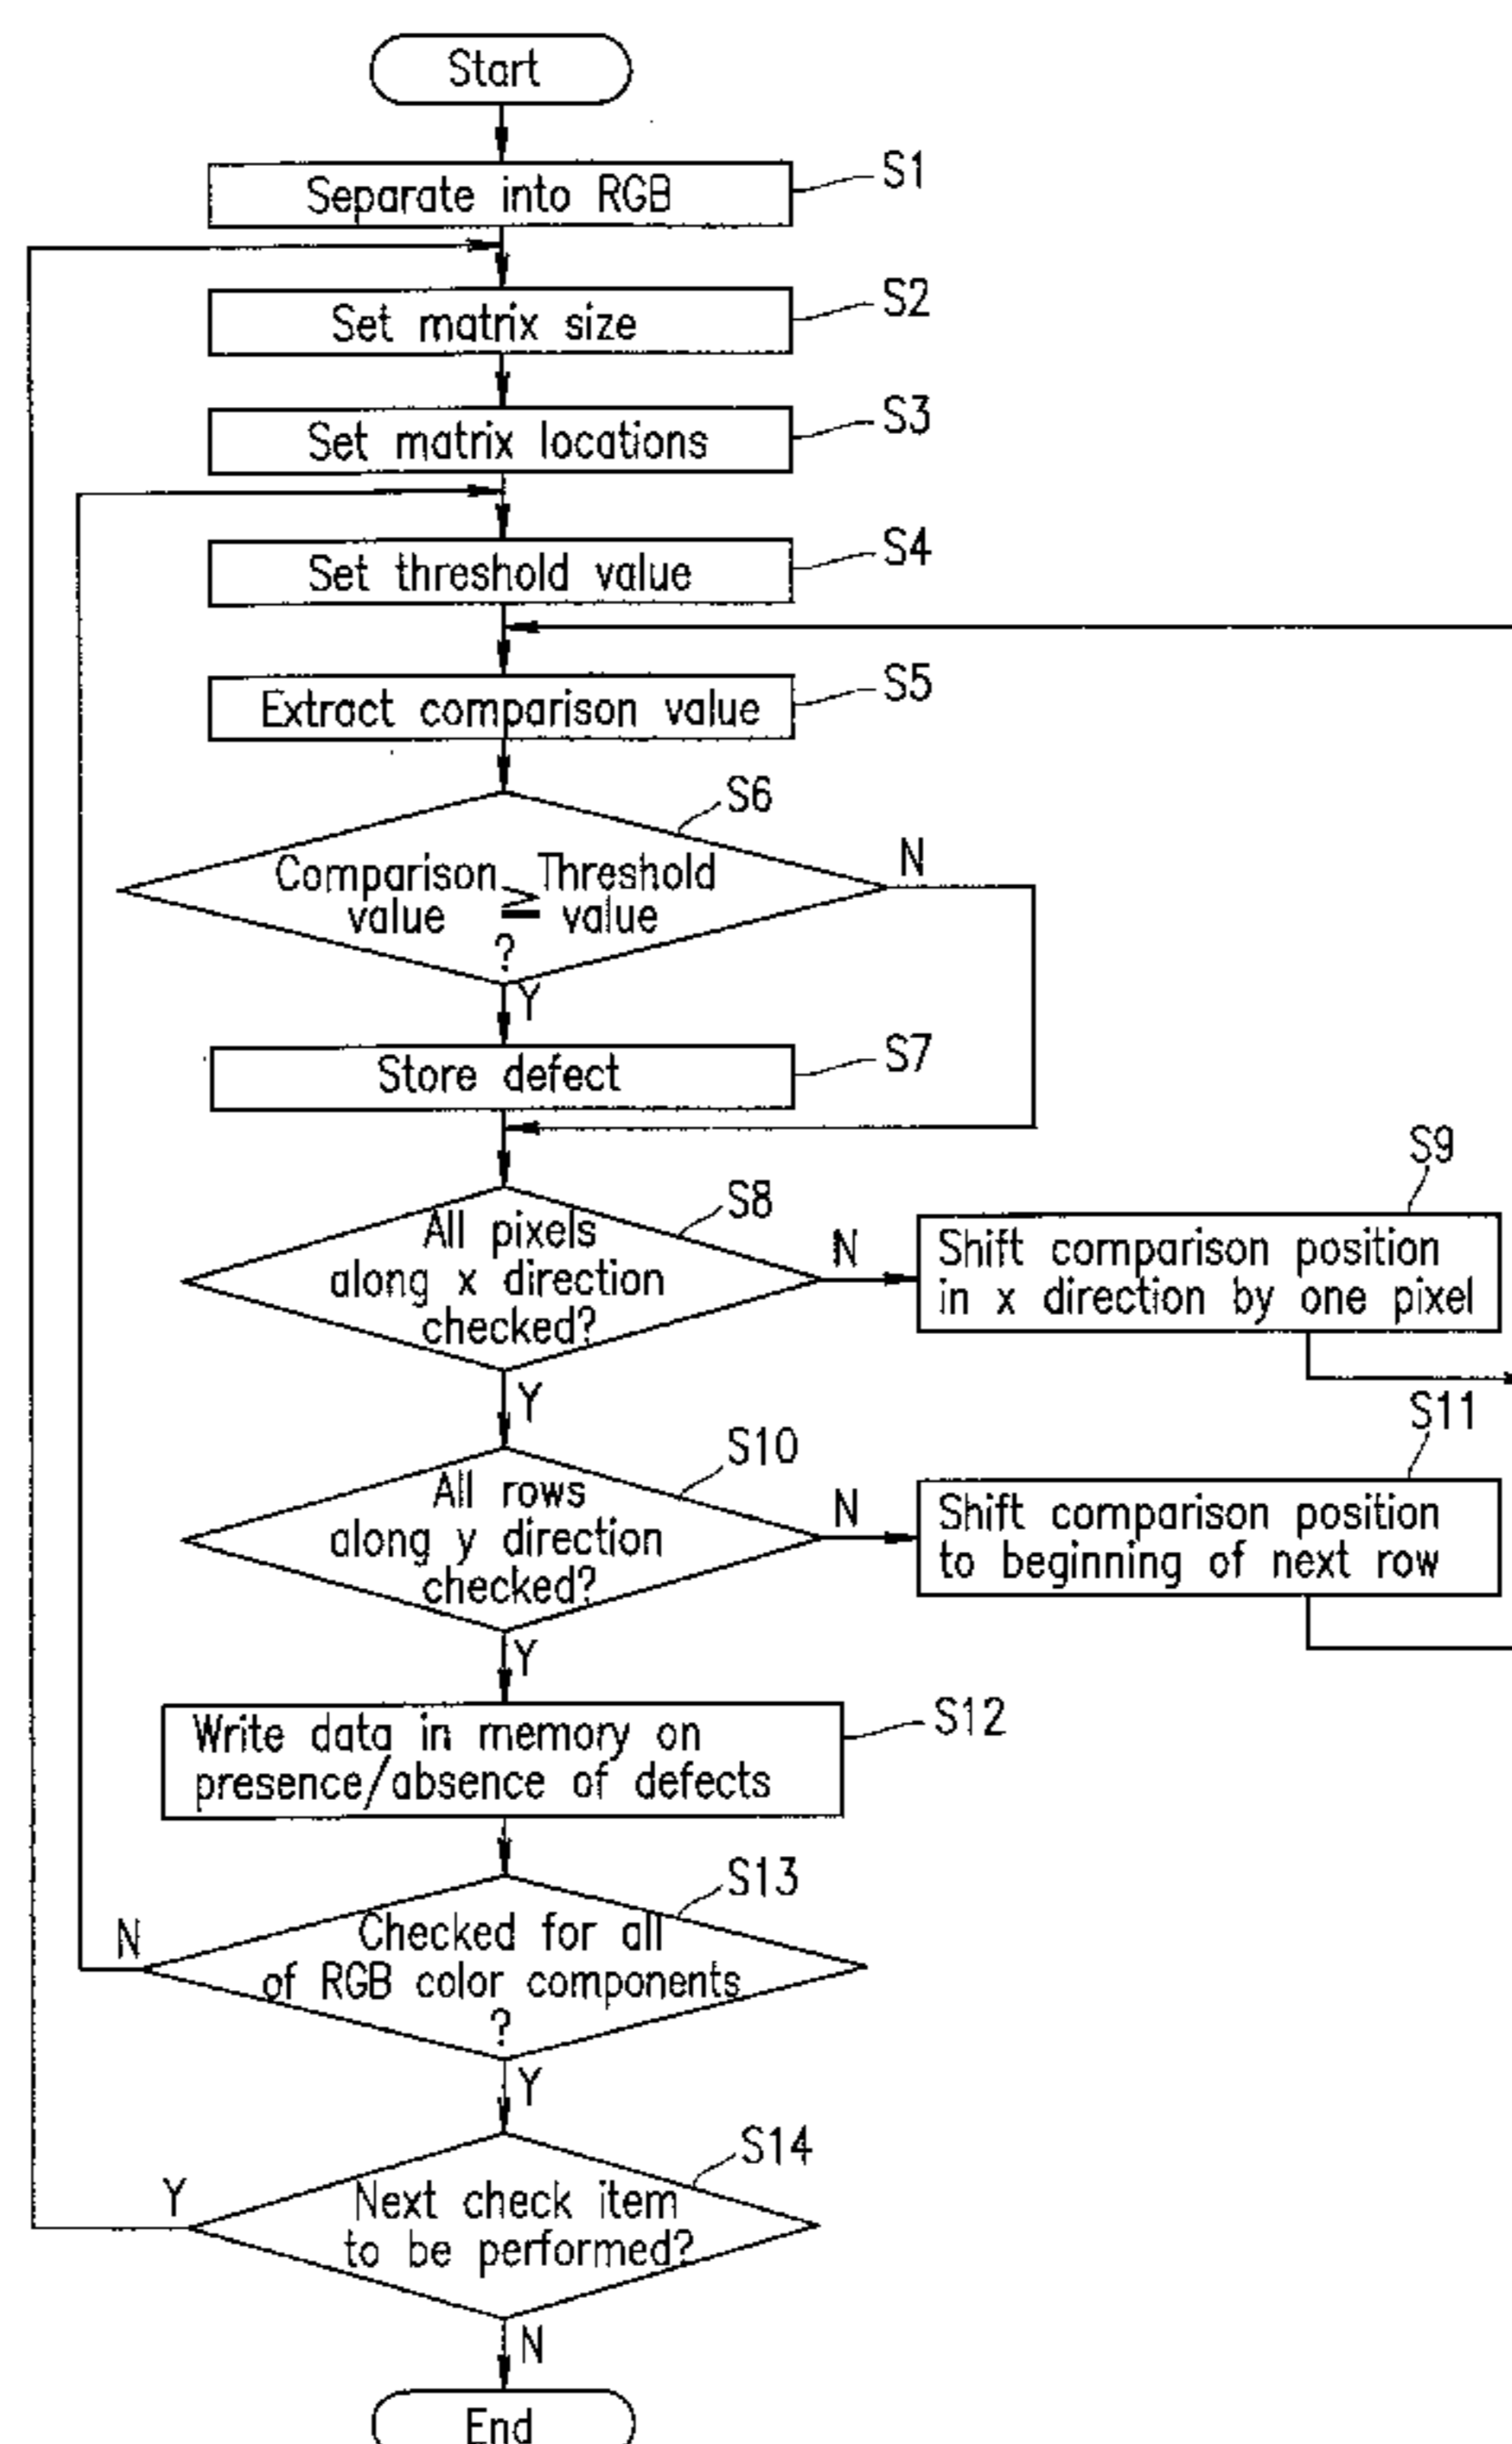 Start
Separate into RGB
S1
Set matrix size
S2
Set matrix locations
S3
Set threshold value
S4
Extract comparison value
S5
S6
Comparison ≧ Threshold
value value
?
N
Y
Store defect
S7
S8
All pixels
along x direction
checked?
N
Y
S9
Shift comparison position
in x direction by one pixel
S10
All rows
along y direction
checked?
N
Y
S11
Shift comparison position
to beginning of next row
Write data in memory on
presence/absence of defects
S12
S13
Checked for all
of RGB color components
?
N
Y
S14
Next check item
to be performed?
Y
N
End